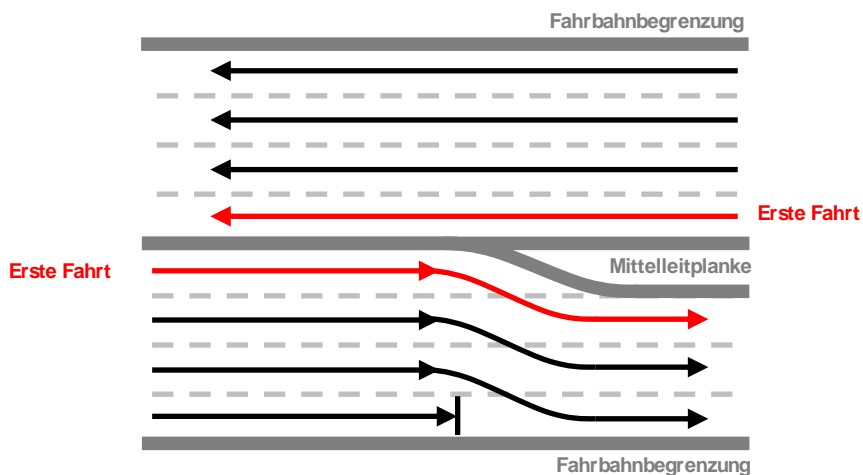 Fahrbahnbegrenzung
Erste Fahrt
Erste Fahrt
Mittelleitplanke
Fahrbahnbegrenzung